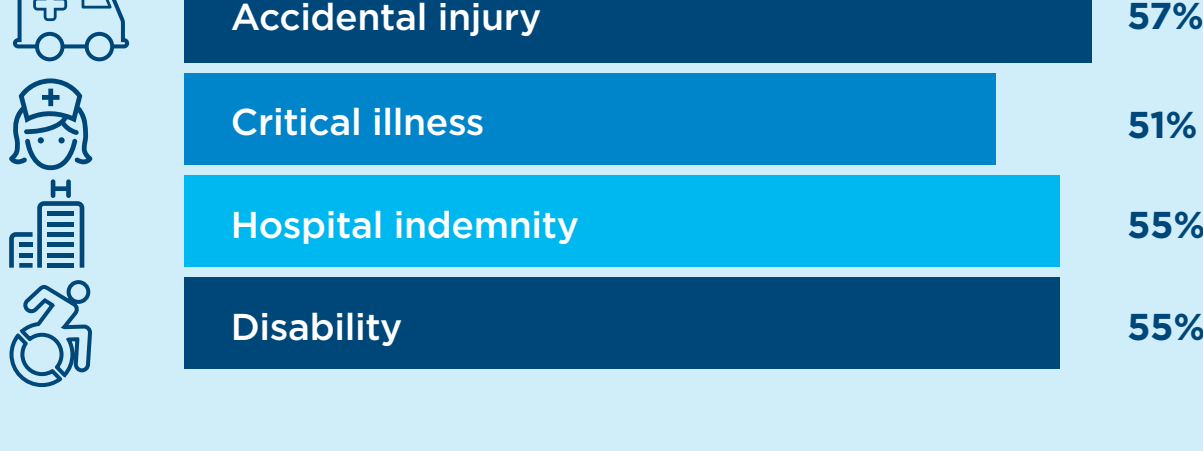 Accidental injury 57%
Critical illness 51%
H
Hospital indemnity 55%
Disability 55%